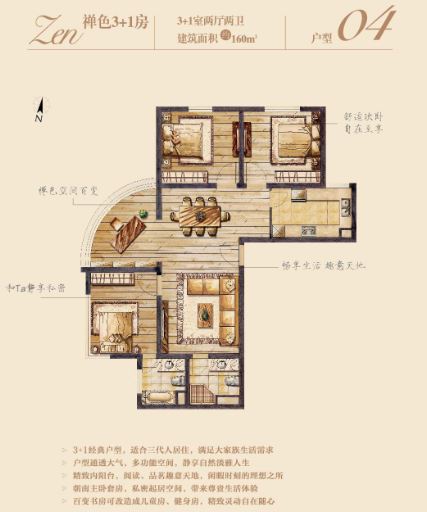 Zen 禅色3+1房
3+1室两厅两卫
建筑面积约160m²
户型 04
N
舒适次卧
自在至享
禅色空间百变
畅享生活 趣意天地
和Ta静享私密
> 3+1经典户型，适合三代人居住，满足大家族生活需求
> 户型通透大气，多功能空间，静享自然淡雅人生
> 精致内阳台，阅读、品茗趣意天地，闲暇时刻的理想之所
> 朝南主卧套房，私密起居空间，带来尊贵生活体验
> 百变书房可改造成儿童房、健身房，精致灵动自在随心